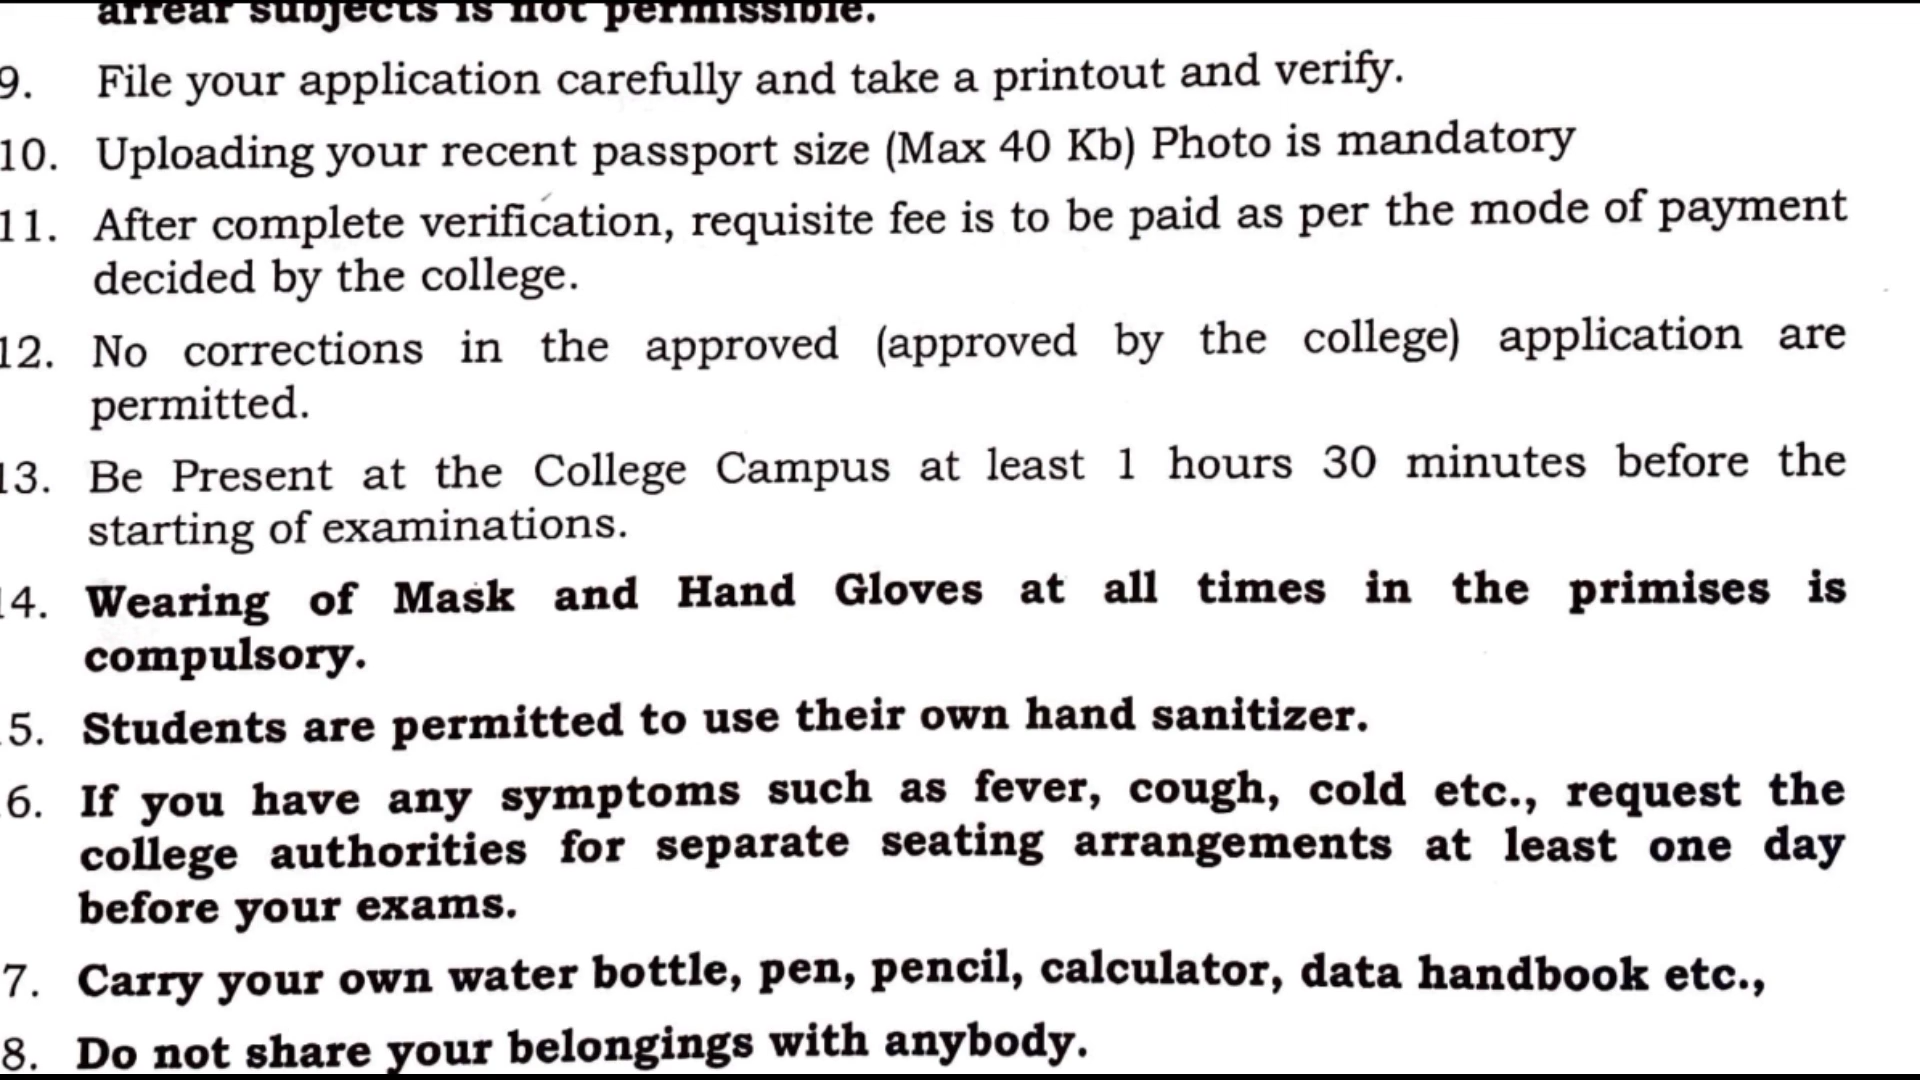 arrear subjects is not permissible.
9. File your application carefully and take a printout and verify.
10. Uploading your recent passport size (Max 40 Kb) Photo is mandatory
11. After complete verification, requisite fee is to be paid as per the mode of payment
decided by the college.
12. No corrections in the approved (approved by the college) application are
permitted.
13. Be Present at the College Campus at least 1 hours 30 minutes before the
starting of examinations.
14. Wearing of Mask and Hand Gloves at all times in the primises is
compulsory.
5. Students are permitted to use their own hand sanitizer.
6. If you have any symptoms such as fever, cough, cold etc., request the
college authorities for separate seating arrangements at least one day
before your exams.
7. Carry your own water bottle, pen, pencil, calculator, data handbook etc.,
8. Do not share your belongings with anybody.